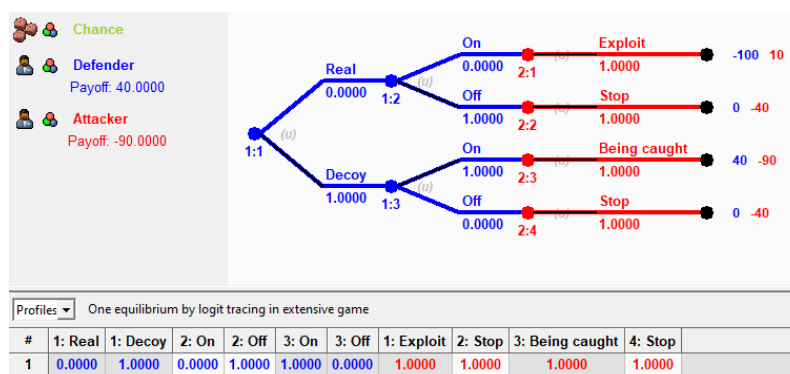 Chance
Defender
Payoff: 40.0000
Attacker
Payoff: -90.0000
1:1
(u)
Real
0.0000
1:2
(u)
Decoy
1.0000
1:3
(u)
On
0.0000
2:1
(u)
Exploit
1.0000
-100 10
Off
1.0000
2:2
(u)
Stop
1.0000
0 -40
On
1.0000
2:3
(u)
Being caught
1.0000
40 -90
Off
0.0000
2:4
(u)
Stop
1.0000
0 -40
Profiles One equilibrium by logit tracing in extensive game
# 1: Real 1: Decoy 2: On 2: Off 3: On 3: Off 1: Exploit 2: Stop 3: Being caught 4: Stop
1 0.0000 1.0000 0.0000 1.0000 1.0000 0.0000 1.0000 1.0000 1.0000 1.0000